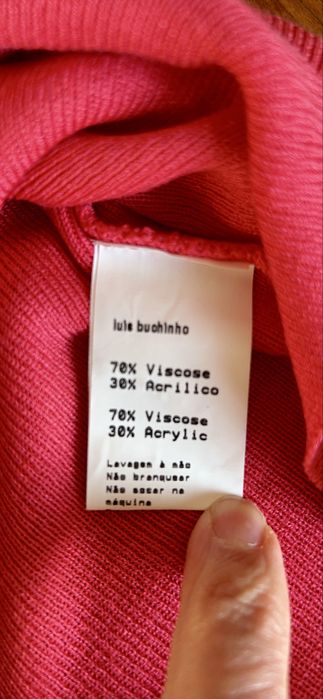 luis buchinho
70% Viscose
30% Acrilico
70% Viscose
30% Acrylic
Lavagem à mão
Não branquear
Não secar na
máquina